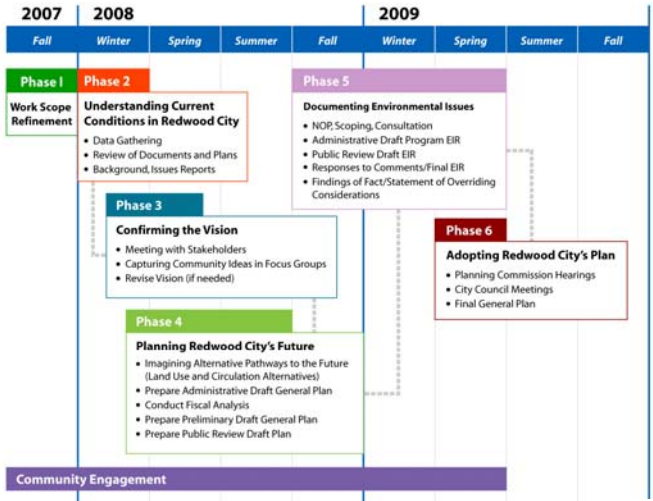 2007 2008 2009
Fall Winter Spring Summer Fall Winter Spring Summer Fall
Phase I
Work Scope
Refinement
Phase 2
Understanding Current
Conditions in Redwood City
• Data Gathering
• Review of Documents and Plans
• Background, Issues Reports
Phase 5
Documenting Environmental Issues
• NOP, Scoping, Consultation
• Administrative Draft Program EIR
• Public Review Draft EIR
• Responses to Comments/Final EIR
• Findings of Fact/Statement of Overriding
Considerations
Phase 3
Confirming the Vision
• Meeting with Stakeholders
• Capturing Community Ideas in Focus Groups
• Revise Vision (if needed)
Phase 6
Adopting Redwood City's Plan
• Planning Commission Hearings
• City Council Meetings
• Final General Plan
Phase 4
Planning Redwood City's Future
• Imagining Alternative Pathways to the Future
(Land Use and Circulation Alternatives)
• Prepare Administrative Draft General Plan
• Conduct Fiscal Analysis
• Prepare Preliminary Draft General Plan
• Prepare Public Review Draft Plan
Community Engagement